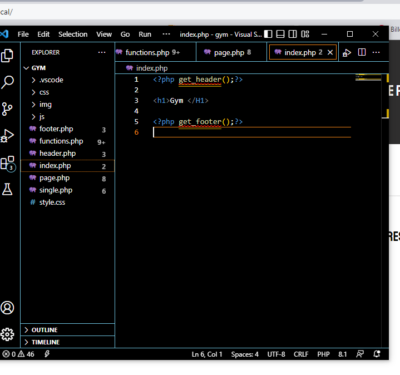 cal/
File Edit Selection View Go Run ··· index.php - gym - Visual S...
EXPLORER ···
functions.php 9+ page.php 8 index.php 2
GYM
.vscode
css
img
js
footer.php 3
functions.php 9+
header.php 3
index.php 2
page.php 8
single.php 6
# style.css
OUTLINE
TIMELINE
index.php
1 <?php get_header();?>
2
3 <h1>Gym </H1>
4
5 <?php get_footer();?>
6
3
0 46 Ln 6, Col 1 Spaces: 4 UTF-8 CRLF PHP 8.1